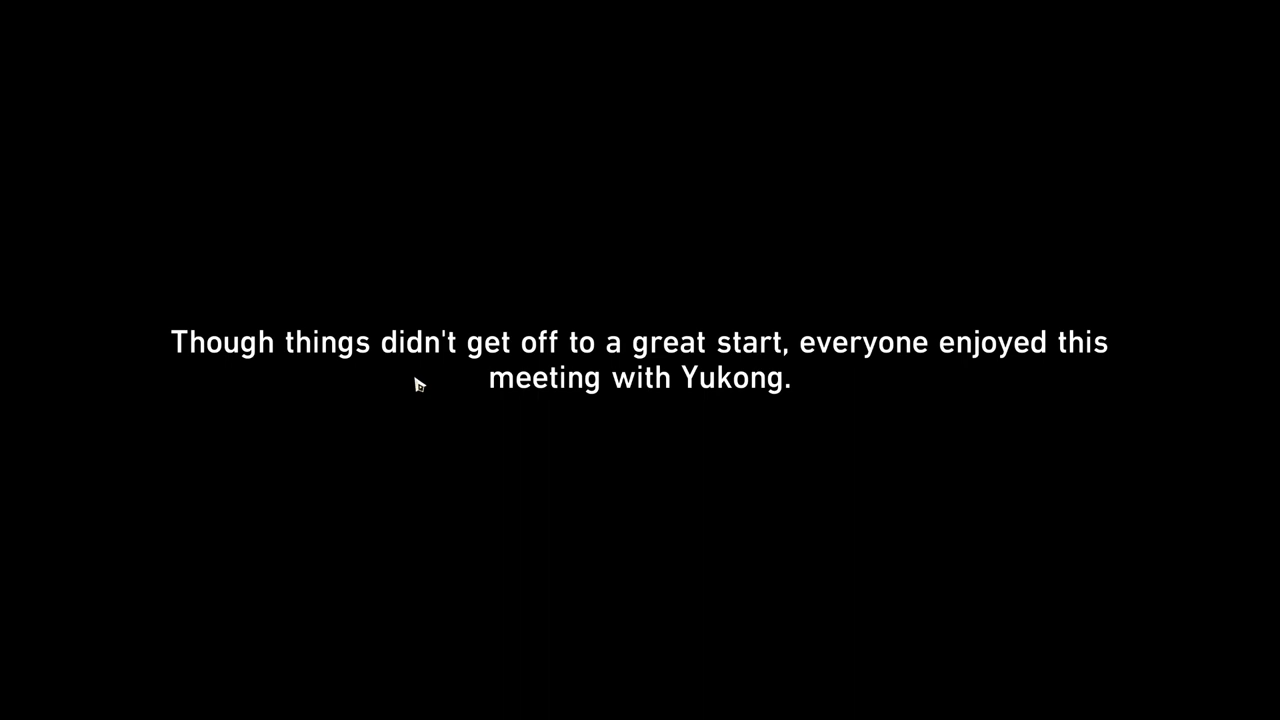 Though things didn't get off to a great start, everyone enjoyed this
meeting with Yukong.